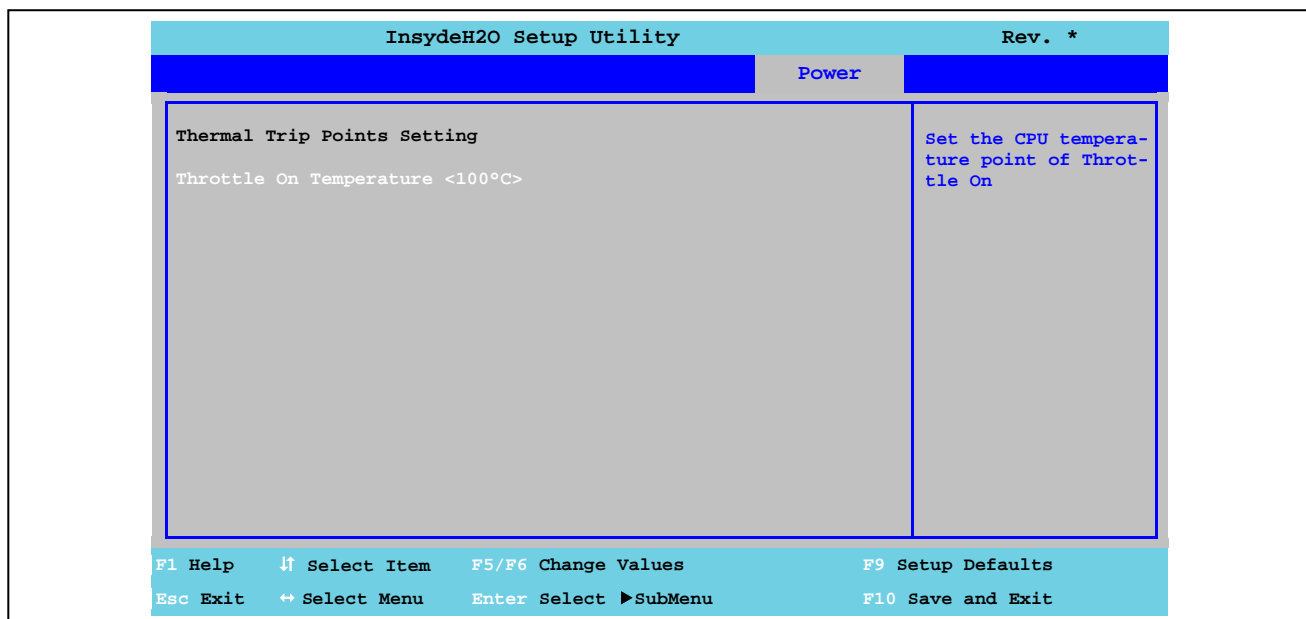 InsydeH2O Setup Utility Rev. *
Power
Thermal Trip Points Setting
Throttle On Temperature <100°C>
Set the CPU tempera-
ture point of Throt-
tle On
F1 Help ↓↑ Select Item F5/F6 Change Values F9 Setup Defaults
Esc Exit ↔ Select Menu Enter Select ▶SubMenu F10 Save and Exit